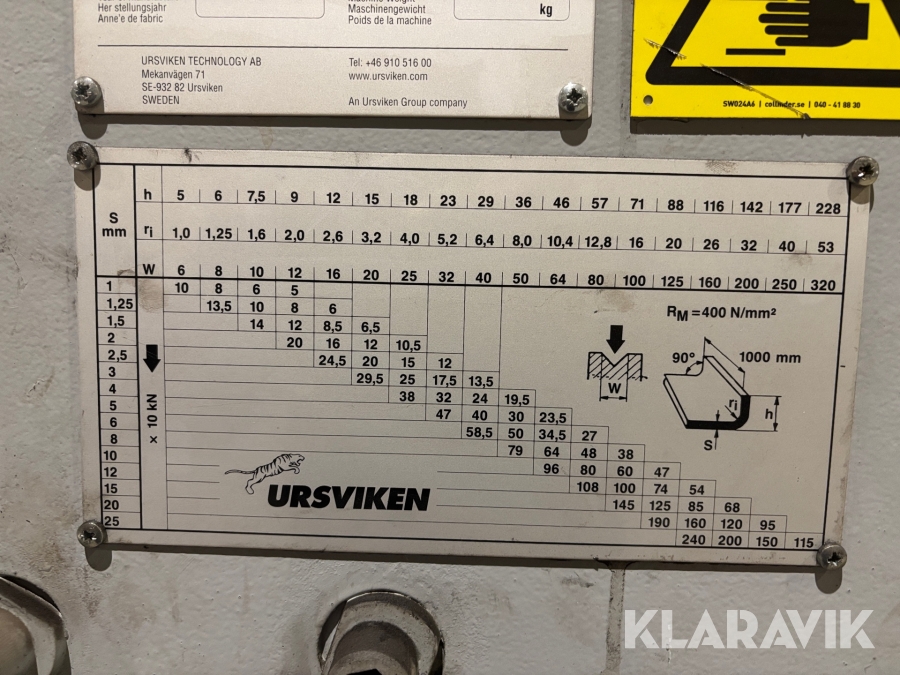 Her stellungsjahr
Anne'e de fabric
Maschinengewicht
Poids de la machine
kg
URSVIKEN TECHNOLOGY AB
Mekanvägen 71
SE-932 82 Ursviken
SWEDEN
Tel: +46 910 516 00
www.ursviken.com
An Ursviken Group company
SW024A6 | collinder.se | 040 - 41 88 30
S mm
h 5 6 7,5 9 12 15 18 23 29 36 46 57 71 88 116 142 177 228
ri 1,0 1,25 1,6 2,0 2,6 3,2 4,0 5,2 6,4 8,0 10,4 12,8 16 20 26 32 40 53
W 6 8 10 12 16 20 25 32 40 50 64 80 100 125 160 200 250 320
1 10 8 6 5
1,25 13,5 10 8 6
1,5 14 12 8,5 6,5
2 20 16 12 10,5
2,5 24,5 20 15 12
3 29,5 25 17,5 13,5
4 38 32 24 19,5
5 47 40 30 23,5
6 58,5 50 34,5 27
8 79 64 48 38
10 96 80 60 47
12 108 100 74 54
15 145 125 85 68
20 190 160 120 95
25 240 200 150 115
× 10 kN
RM = 400 N/mm²
90°
1000 mm
W
ri
h
S
URSVIKEN
KLARAVIK